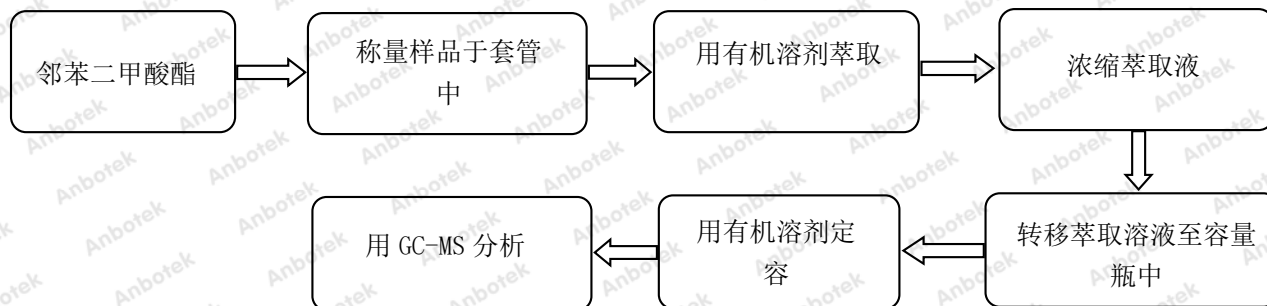 邻苯二甲酸酯
称量样品于套管
中
用有机溶剂萃取
浓缩萃取液
转移萃取溶液至容量
瓶中
用有机溶剂定
容
用 GC-MS 分析